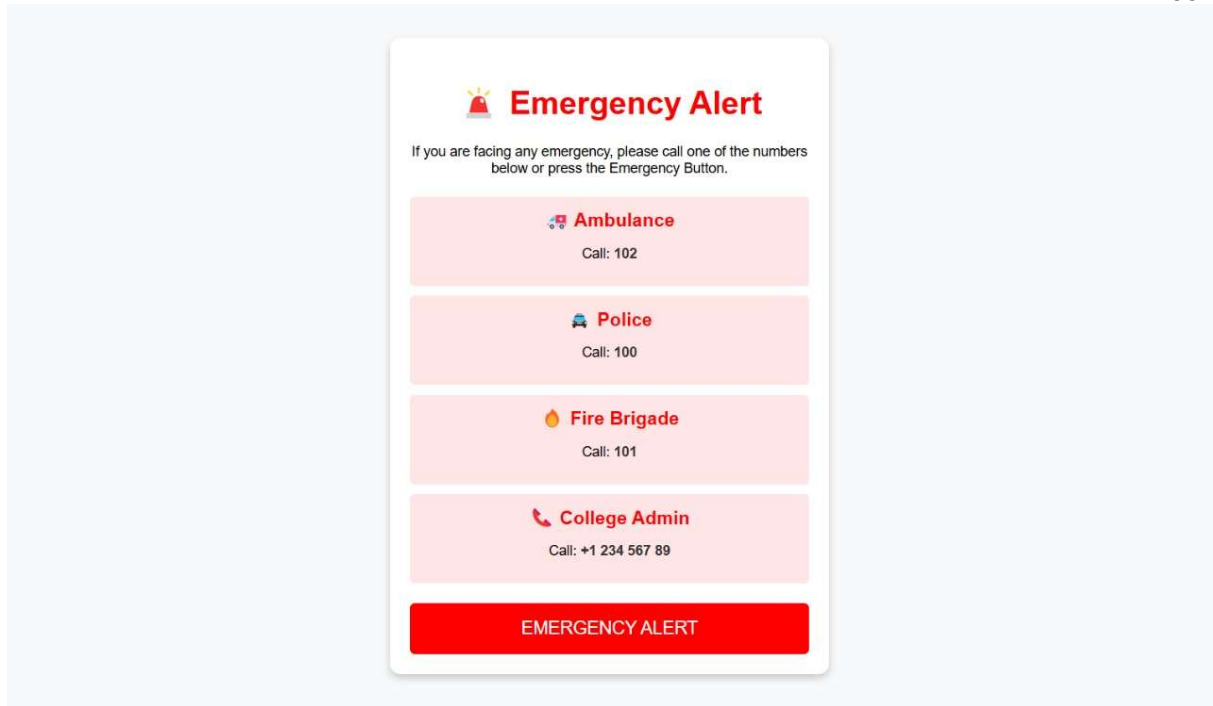 Emergency Alert
If you are facing any emergency, please call one of the numbers
below or press the Emergency Button.
Ambulance
Call: 102
Police
Call: 100
Fire Brigade
Call: 101
College Admin
Call: +1 234 567 89
EMERGENCY ALERT